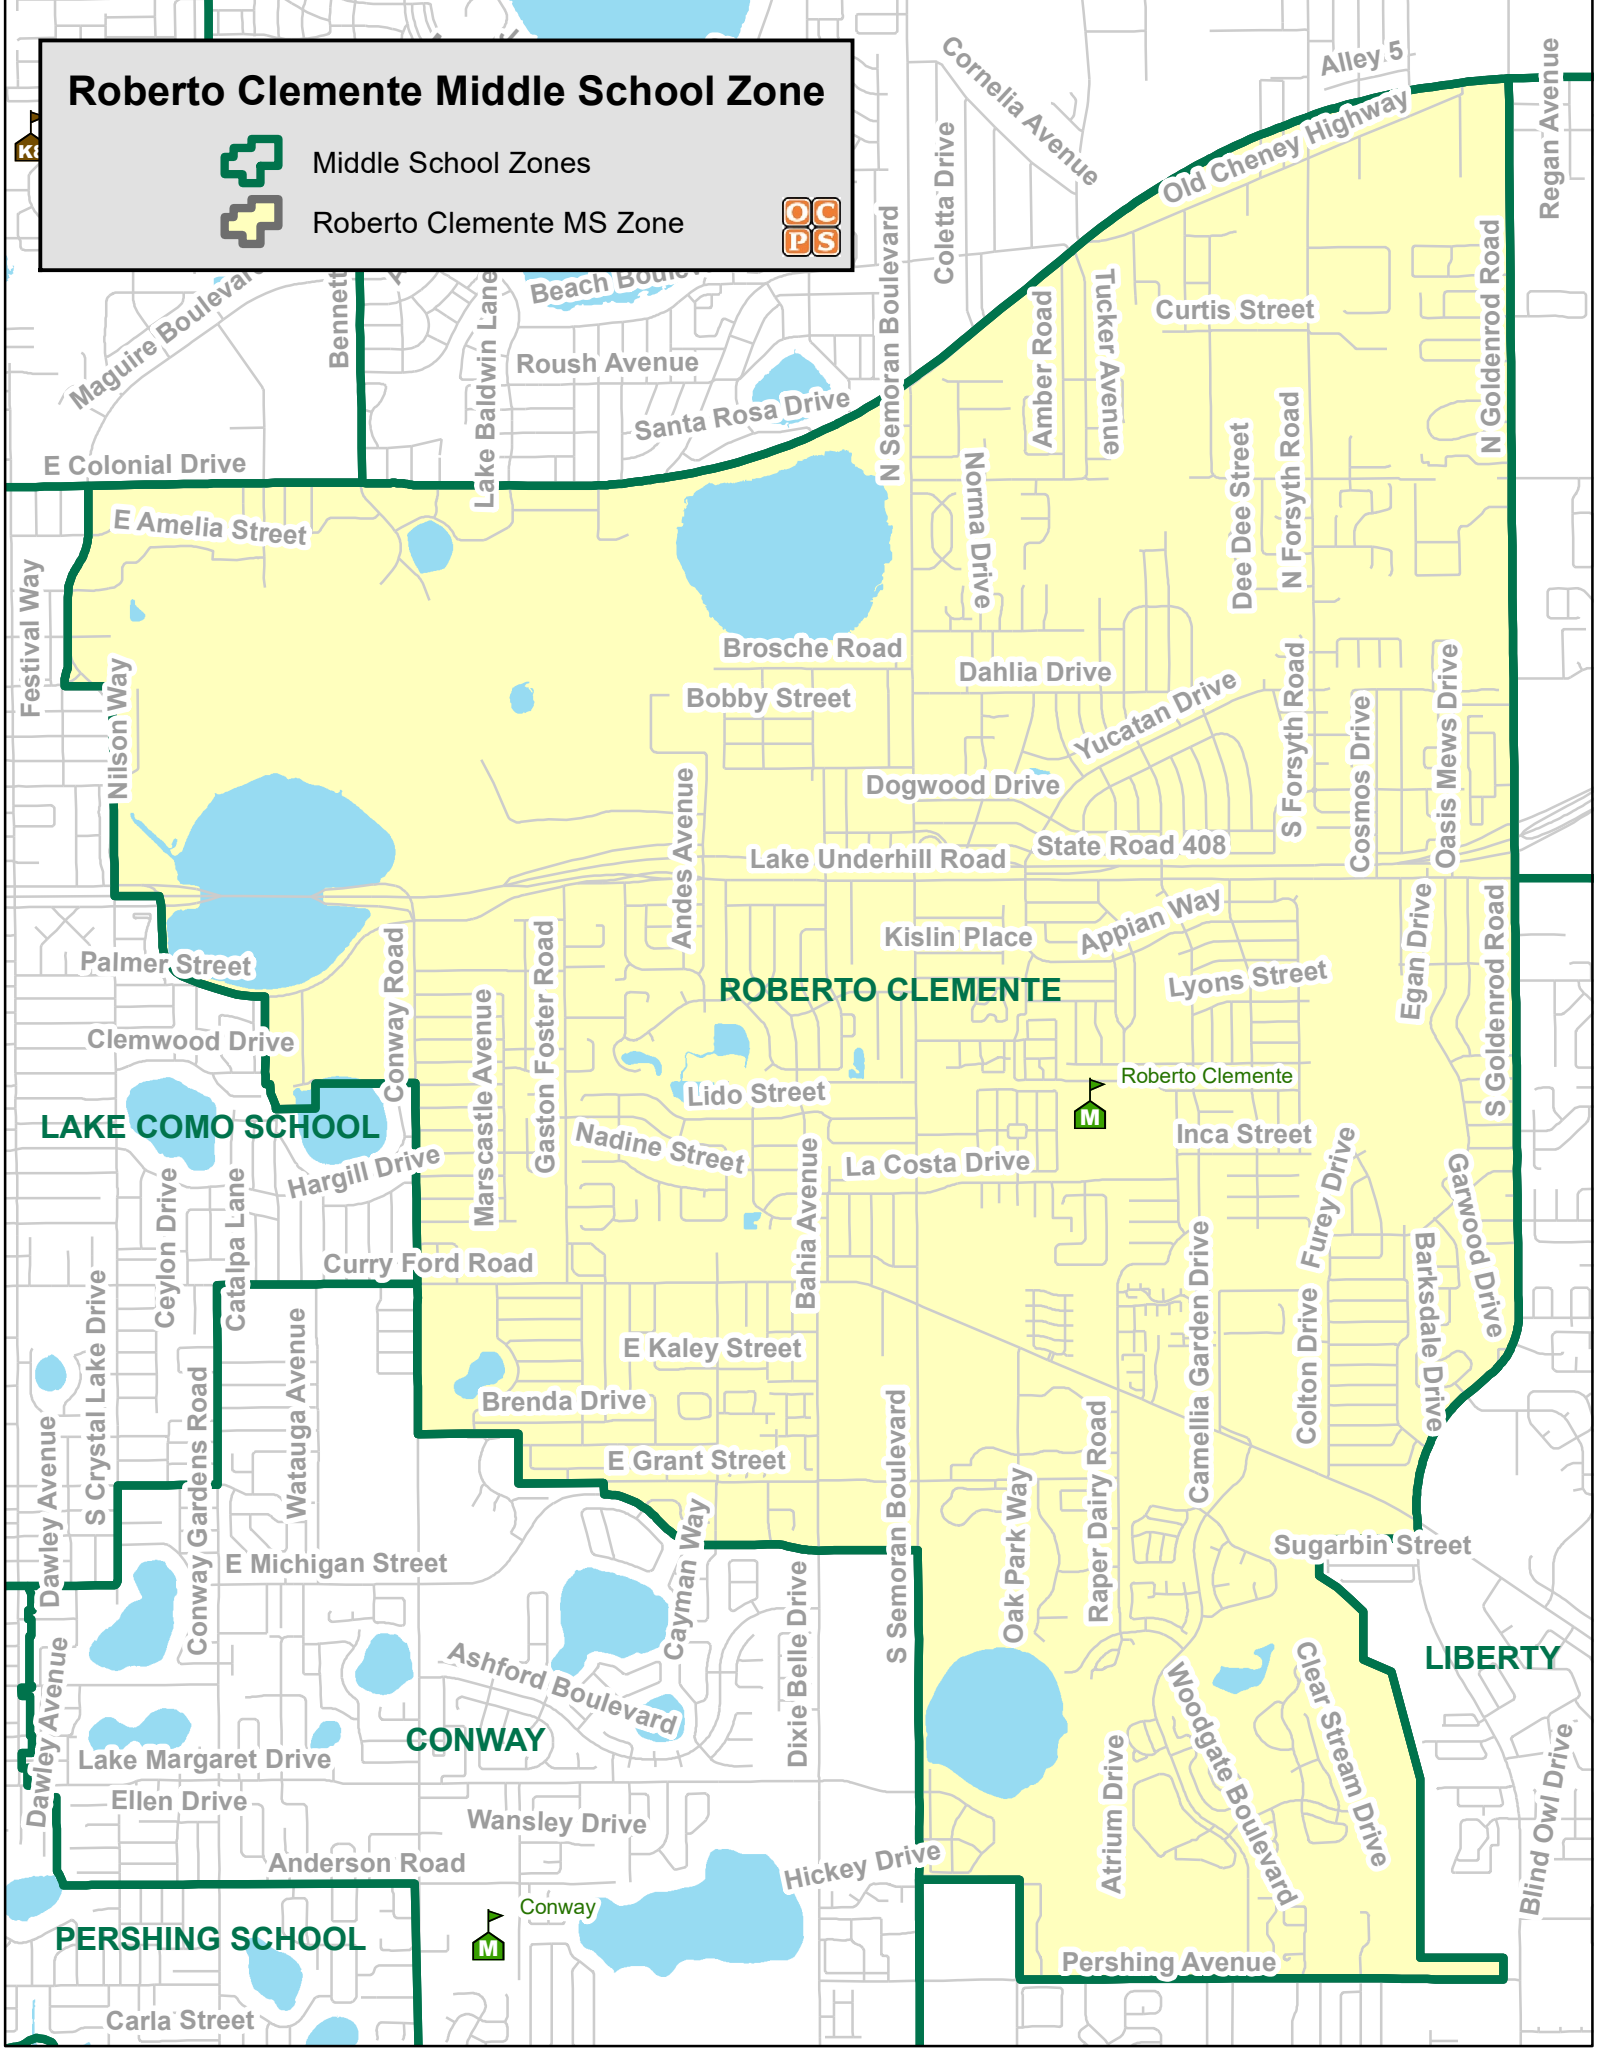 Roberto Clemente Middle School Zone
Middle School Zones
Roberto Clemente MS Zone
OC
PS
Alley 5
Regan Avenue
Cornelia Avenue
Coletta Drive
Old Cheney Highway
N Semoran Boulevard
N Goldenrod Road
Maguire Boulevard
Bennett
Lake Baldwin Lane
Roush Avenue
Santa Rosa Drive
Amber Road
Tucker Avenue
Curtis Street
E Colonial Drive
E Amelia Street
Festival Way
Nilson Way
Norma Drive
Dee Dee Street
N Forsyth Road
Brosche Road
Bobby Street
Dahlia Drive
Yucatan Drive
S Forsyth Road
Cosmos Drive
Oasis Mews Drive
Andes Avenue
Dogwood Drive
State Road 408
Lake Underhill Road
Kislin Place
Appian Way
Lyons Street
Egan Drive
S Goldenrod Road
Palmer Street
Conway Road
Gaston Foster Road
Marscastle Avenue
ROBERTO CLEMENTE
Clemwood Drive
LAKE COMO SCHOOL
Lido Street
Roberto Clemente
M
Nadine Street
La Costa Drive
Inca Street
Hargill Drive
Ceylon Drive
Catalpa Lane
Bahia Avenue
Furey Drive
Garwood Drive
Barksdale Drive
Camellia Garden Drive
Colton Drive
Curry Ford Road
S Crystal Lake Drive
Watauga Avenue
E Kaley Street
Brenda Drive
E Grant Street
Dawley Avenue
Conway Gardens Road
S Semoran Boulevard
Oak Park Way
Raper Dairy Road
E Michigan Street
Cayman Way
Dixie Belle Drive
Sugarbin Street
LIBERTY
Ashford Boulevard
CONWAY
Dawley Avenue
Lake Margaret Drive
Ellen Drive
Wansley Drive
Woodgate Boulevard
Clear Stream Drive
Atrium Drive
Blind Owl Drive
Anderson Road
Hickey Drive
Conway
M
PERSHING SCHOOL
Pershing Avenue
Carla Street